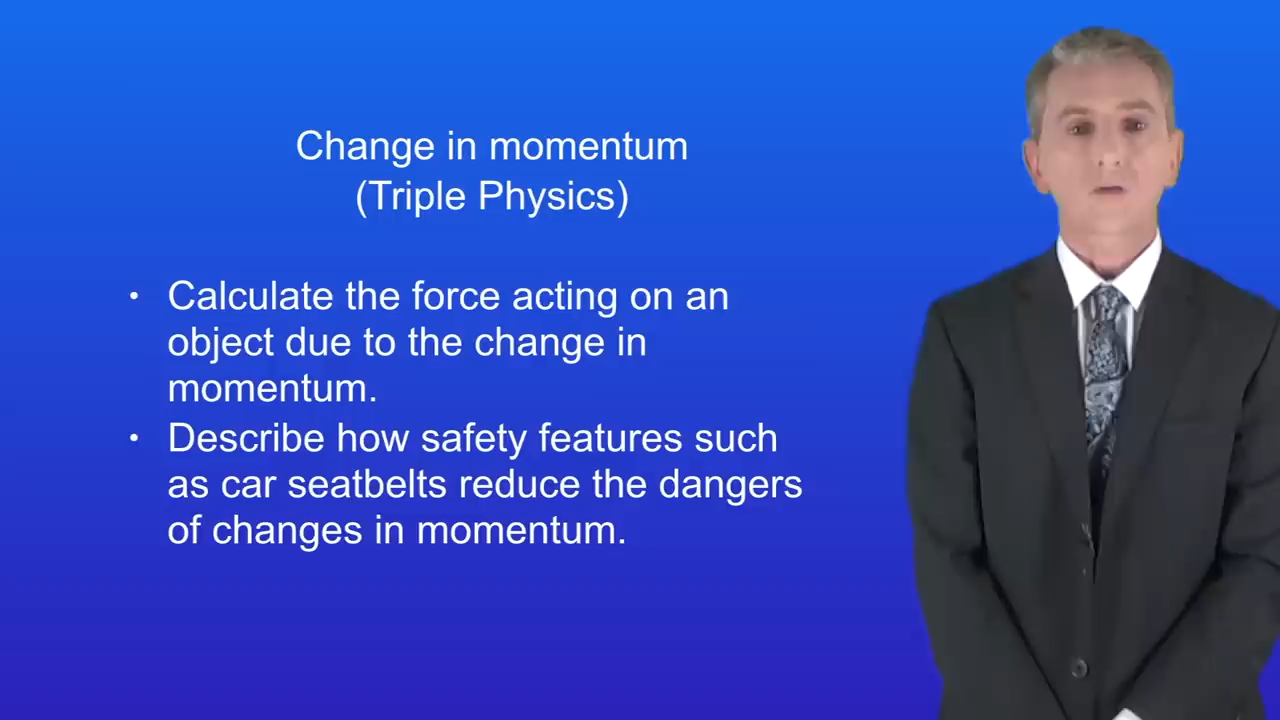 Change in momentum
(Triple Physics)
• Calculate the force acting on an
object due to the change in
momentum.
• Describe how safety features such
as car seatbelts reduce the dangers
of changes in momentum.